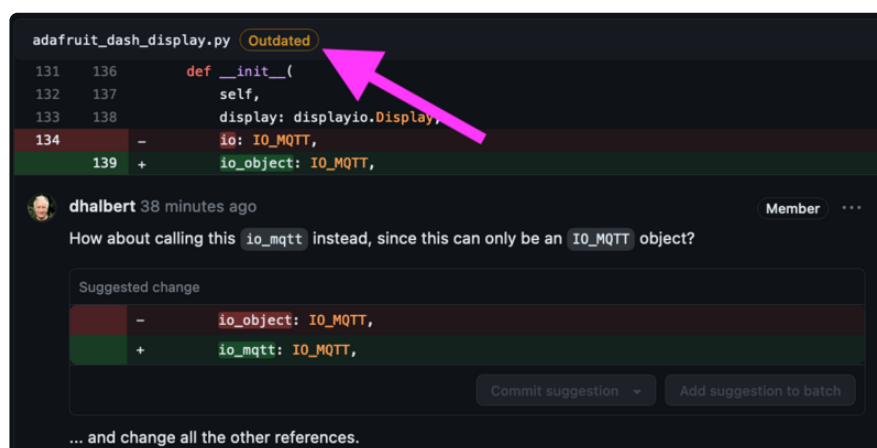 adafruit_dash_display.py Outdated
131 136 def __init__(
132 137 self,
133 138 display: displayio.Display,
134 - io: IO_MQTT,
139 + io_object: IO_MQTT,
dhalbert 38 minutes ago Member ...
How about calling this io_mqtt instead, since this can only be an IO_MQTT object?
Suggested change
- io_object: IO_MQTT,
+ io_mqtt: IO_MQTT,
Commit suggestion Add suggestion to batch
... and change all the other references.